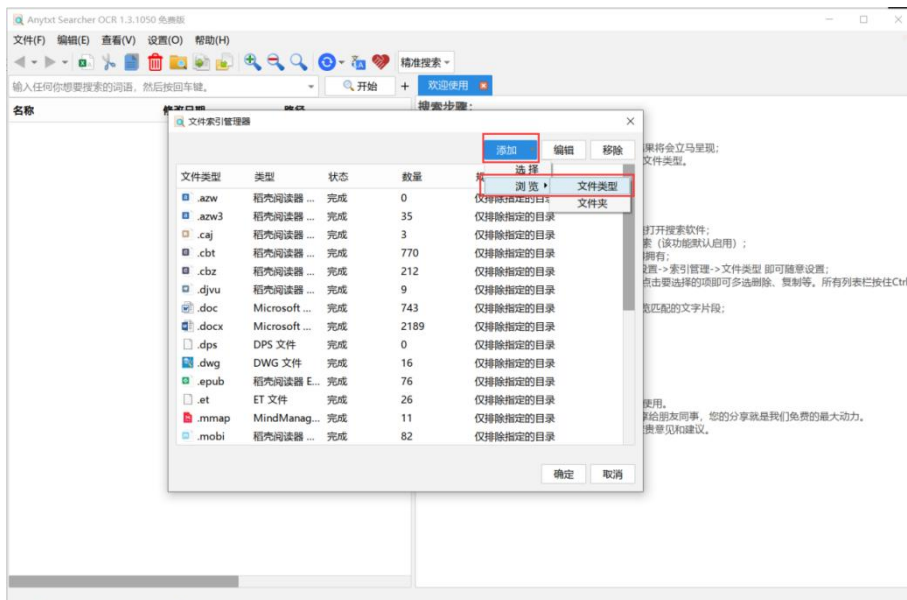 Anytxt Searcher OCR 1.3.1050 免费版
文件(F) 编辑(E) 查看(V) 设置(O) 帮助(H)
精准搜索
输入任何你想要搜索的词语，然后按回车键。 开始 + 欢迎使用
名称 修改日期 路径 搜索步骤：
文件索引管理器
添加 编辑 移除
果将会立马呈现；
文件类型。
选 择
浏 览 文件类型
文件夹
文件类型 类型 状态 数量
.azw 稻壳阅读器 ... 完成 0 仅排除指定的目录
.azw3 稻壳阅读器 ... 完成 35 仅排除指定的目录
.caj 稻壳阅读器 ... 完成 3 仅排除指定的目录
打开搜索软件；
.cbt 稻壳阅读器 ... 完成 770 仅排除指定的目录
索（该功能默认启用）；
拥有；
.cbz 稻壳阅读器 ... 完成 212 仅排除指定的目录
置->索引管理->文件类型 即可随意设置；
.djvu 稻壳阅读器 ... 完成 9 仅排除指定的目录
点击要选择的项即可多选删除、复制等。所有列表栏按住Ctrl
.doc Microsoft ... 完成 743 仅排除指定的目录
览匹配的文字片段；
.docx Microsoft ... 完成 2189 仅排除指定的目录
.dps DPS 文件 完成 0 仅排除指定的目录
.dwg DWG 文件 完成 16 仅排除指定的目录
.epub 稻壳阅读器 E... 完成 76 仅排除指定的目录
.et ET 文件 完成 26 仅排除指定的目录
使用。
.mmap MindManag... 完成 11 仅排除指定的目录
享给朋友同事，您的分享就是我们免费的最大动力。
贵意见和建议。
.mobi 稻壳阅读器 ... 完成 82 仅排除指定的目录
确定 取消